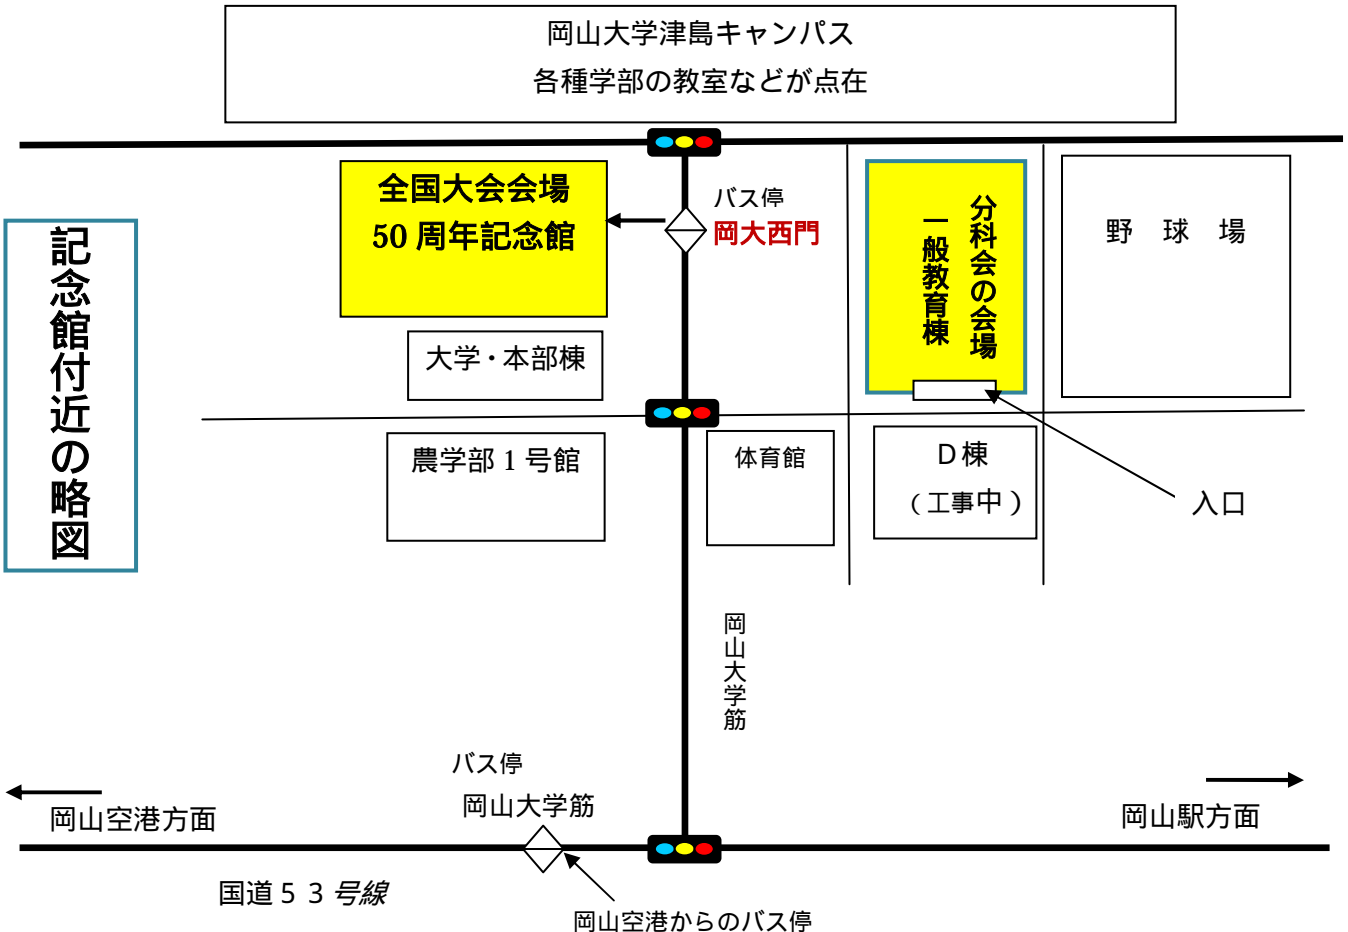 岡山大学津島キャンパス
各種学部の教室などが点在
全国大会会場
50 周年記念館
バス停
岡大西門
分科会の会場
一般教育棟
野　球　場
記念館付近の略図
大学・本部棟
農学部 1 号館
体育館
Ｄ棟
（工事中）
入口
岡山大学筋
バス停
岡山大学筋
岡山空港方面
岡山駅方面
国道５３号線
岡山空港からのバス停